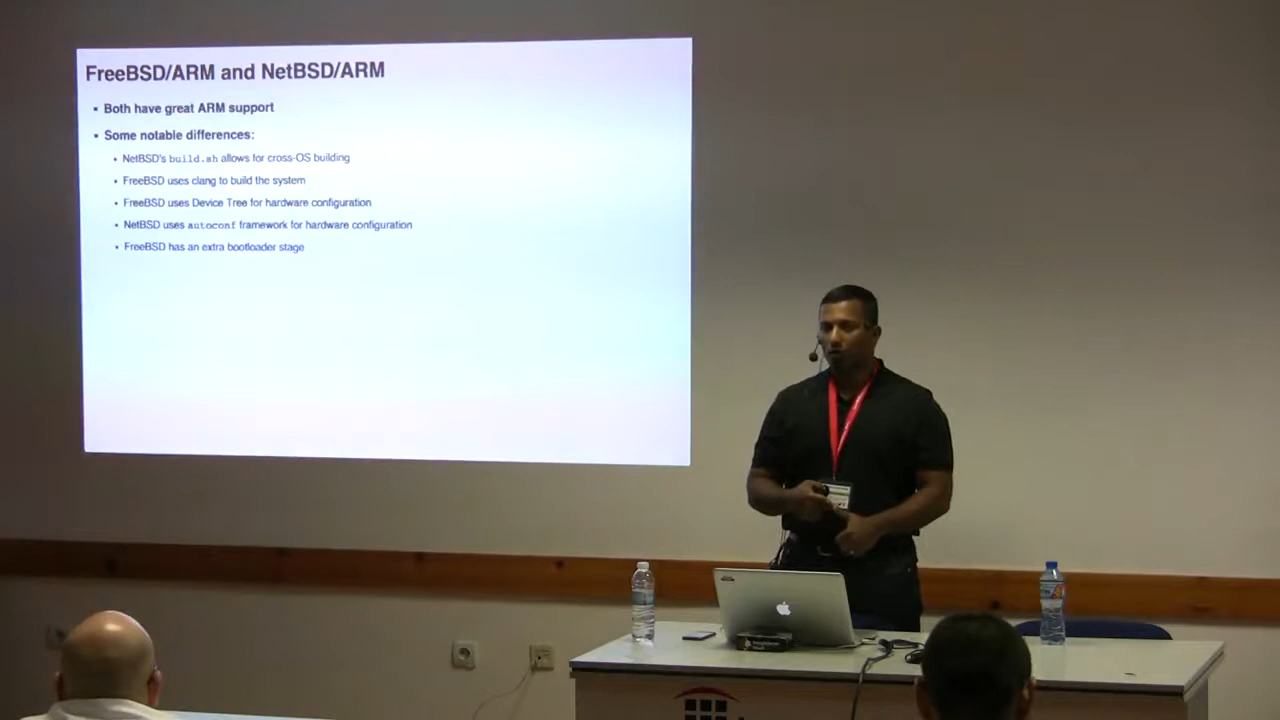 FreeBSD/ARM and NetBSD/ARM
Both have great ARM support
Some notable differences:
NetBSD's build.sh allows for cross-OS building
FreeBSD uses clang to build the system
FreeBSD uses Device Tree for hardware configuration
NetBSD uses autoconf framework for hardware configuration
FreeBSD has an extra bootloader stage